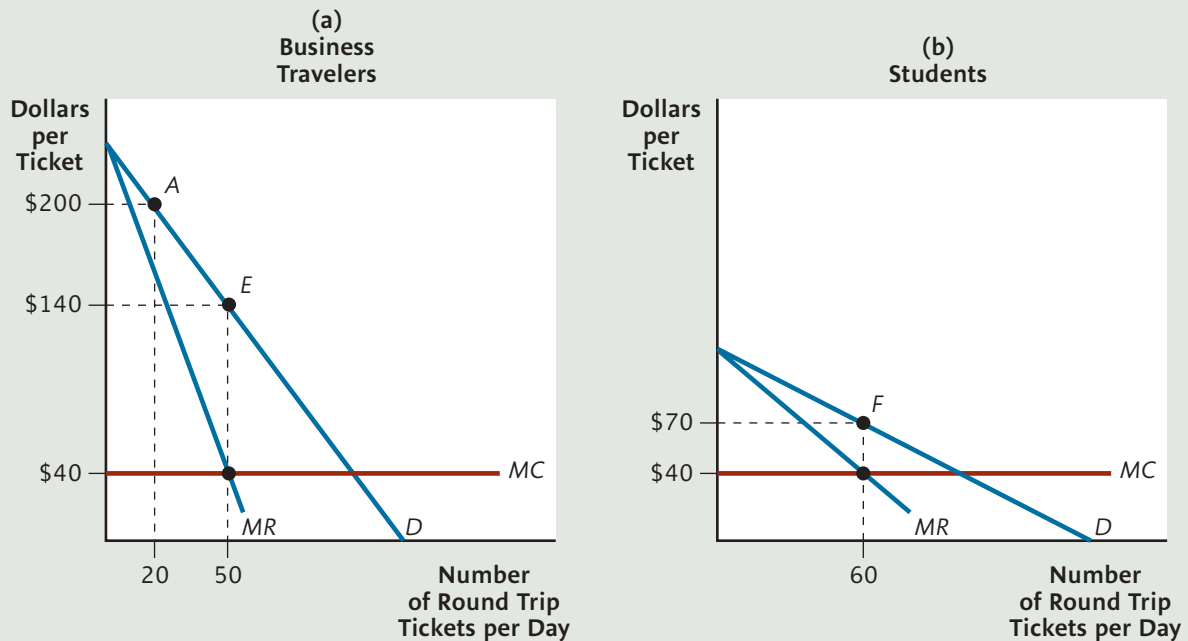 (a)
Business
Travelers
Dollars
per
Ticket
A
$200
E
$140
$40
MC
MR
D
20
50
Number
of Round Trip
Tickets per Day
(b)
Students
Dollars
per
Ticket
F
$70
$40
MC
MR
D
60
Number
of Round Trip
Tickets per Day